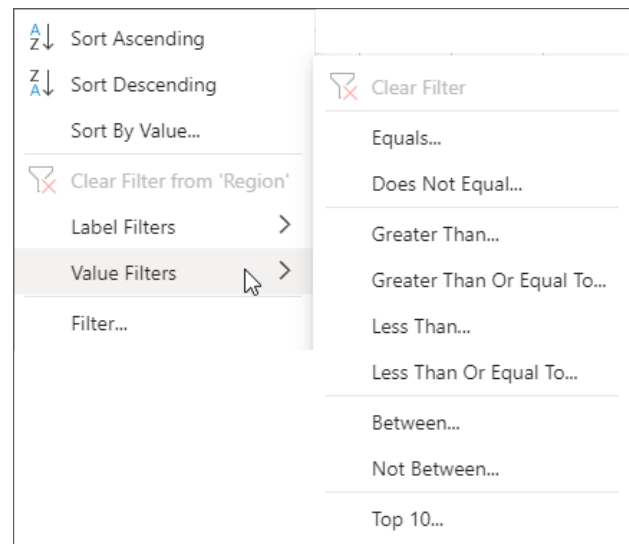 Sort Ascending
Sort Descending
Sort By Value...
Clear Filter from 'Region'
Label Filters
Value Filters
Filter...
Clear Filter
Equals...
Does Not Equal...
Greater Than...
Greater Than Or Equal To...
Less Than...
Less Than Or Equal To...
Between...
Not Between...
Top 10...